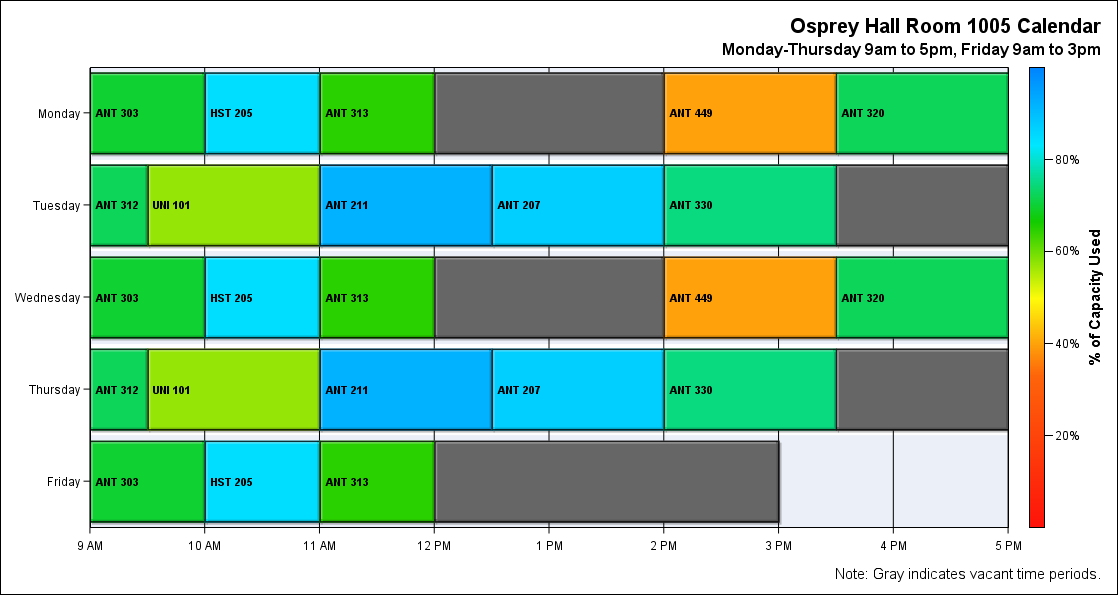 Osprey Hall Room 1005 Calendar
Monday-Thursday 9am to 5pm, Friday 9am to 3pm
Monday
ANT 303
HST 205
ANT 313
ANT 449
ANT 320
Tuesday
ANT 312
UNI 101
ANT 211
ANT 207
ANT 330
Wednesday
ANT 303
HST 205
ANT 313
ANT 449
ANT 320
Thursday
ANT 312
UNI 101
ANT 211
ANT 207
ANT 330
Friday
ANT 303
HST 205
ANT 313
80%
60%
40%
20%
% of Capacity Used
9 AM
10 AM
11 AM
12 PM
1 PM
2 PM
3 PM
4 PM
5 PM
Note: Gray indicates vacant time periods.